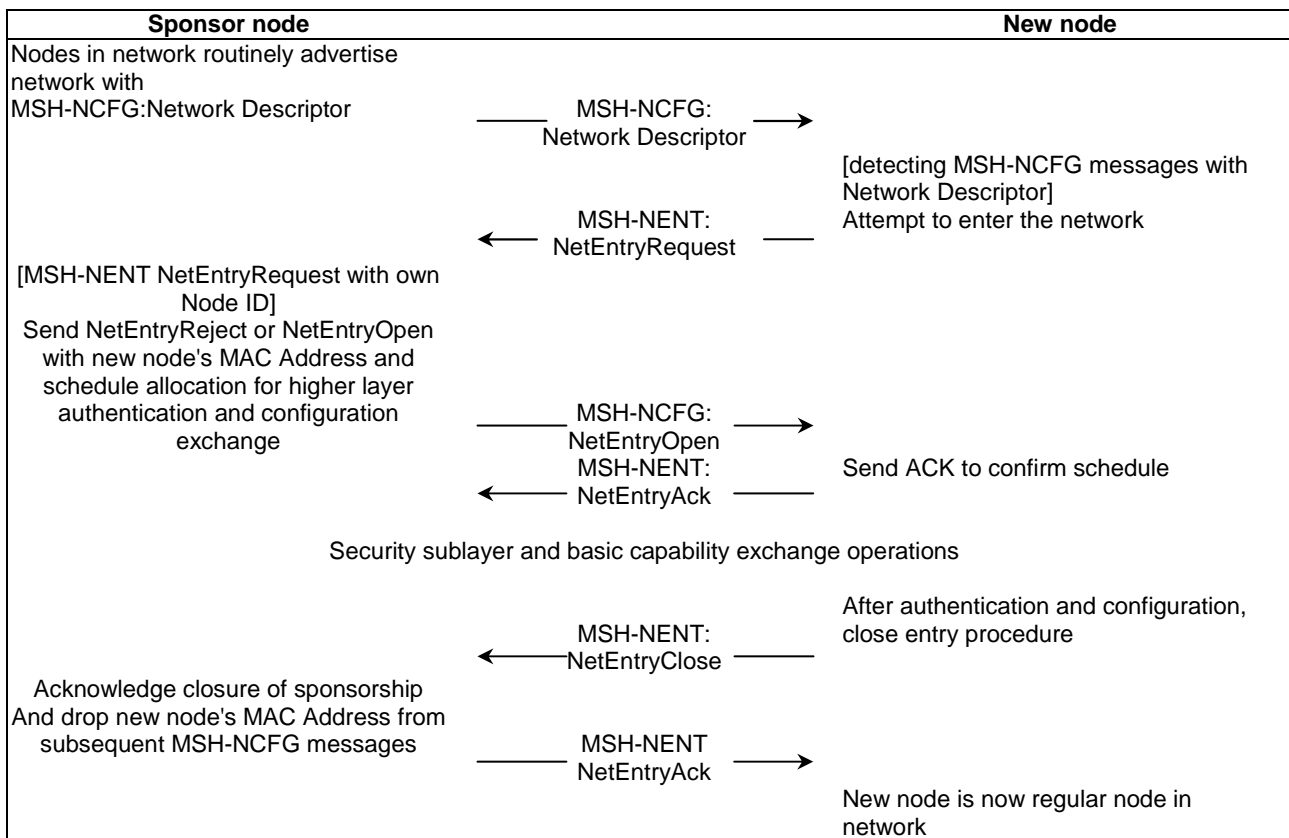 Sponsor node
New node
Nodes in network routinely advertise
network with
MSH-NCFG:Network Descriptor
MSH-NCFG:
Network Descriptor
[detecting MSH-NCFG messages with
Network Descriptor]
Attempt to enter the network
MSH-NENT:
NetEntryRequest
[MSH-NENT NetEntryRequest with own
Node ID]
Send NetEntryReject or NetEntryOpen
with new node's MAC Address and
schedule allocation for higher layer
authentication and configuration
exchange
MSH-NCFG:
NetEntryOpen
MSH-NENT:
NetEntryAck
Send ACK to confirm schedule
Security sublayer and basic capability exchange operations
After authentication and configuration,
close entry procedure
MSH-NENT:
NetEntryClose
Acknowledge closure of sponsorship
And drop new node's MAC Address from
subsequent MSH-NCFG messages
MSH-NENT
NetEntryAck
New node is now regular node in
network